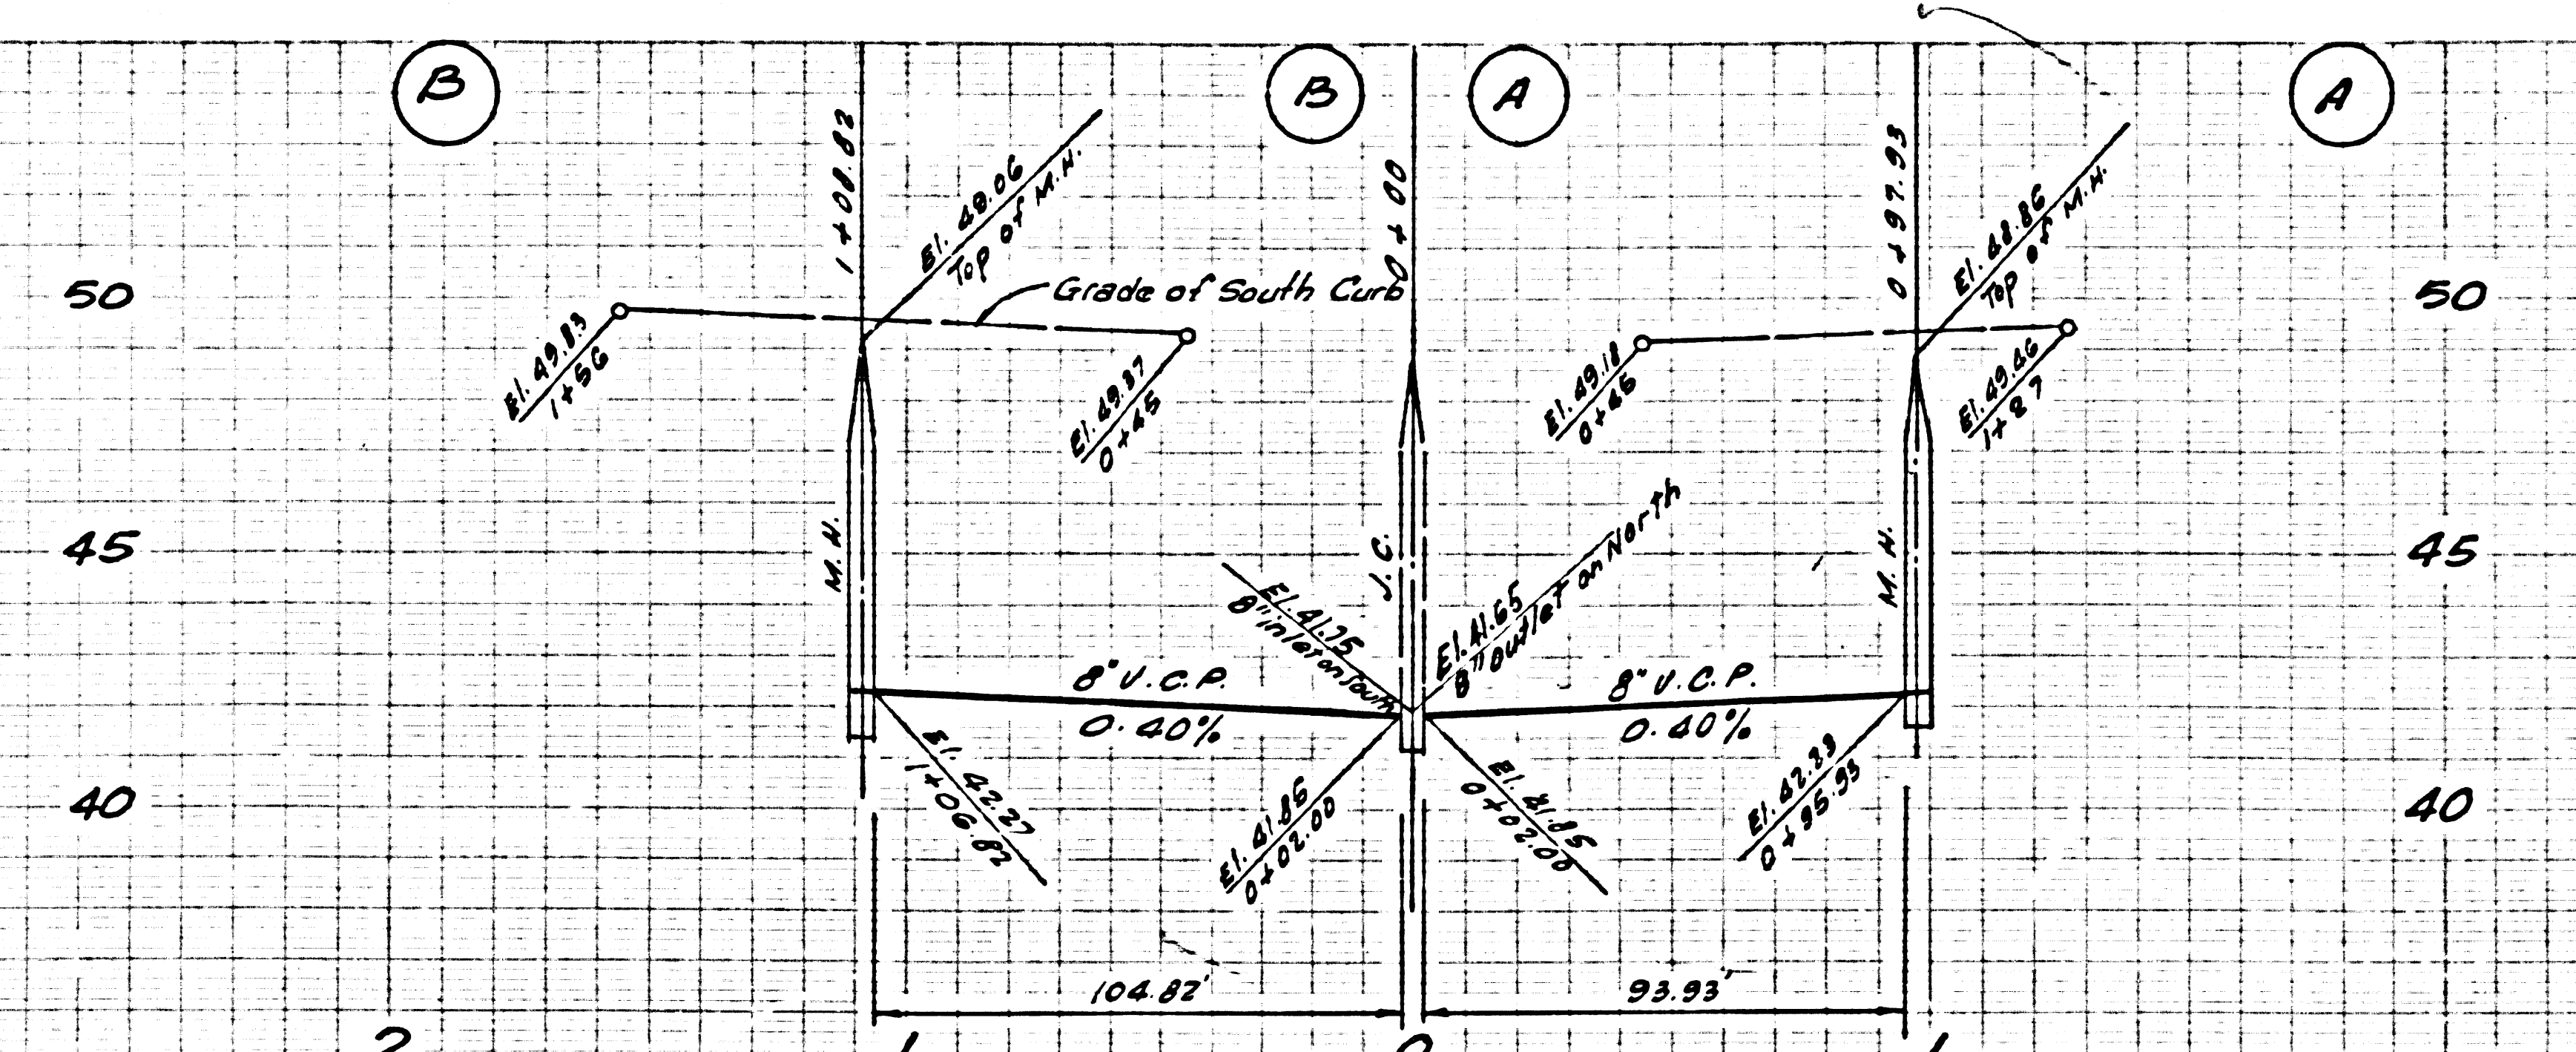 B
B
A
A
1+08.82
El. 49.06
Top of M.H.
0+00
0+97.93
El. 48.86
Top of M.H.
50
Grade of South Curb
50
El. 49.83
1+56
El. 49.37
0+45
El. 49.18
0+45
El. 49.46
1+27
45
M.H.
J.C.
M.H.
45
El. 41.75
8" inlet on South
El. 41.65
8" outlet on North
8" V.C.P.
0.40%
8" V.C.P.
0.40%
40
El. 42.27
1+06.82
El. 41.85
0+02.00
El. 41.85
0+02.00
El. 42.23
0+95.93
40
104.82'
93.93'
2
1
0
1